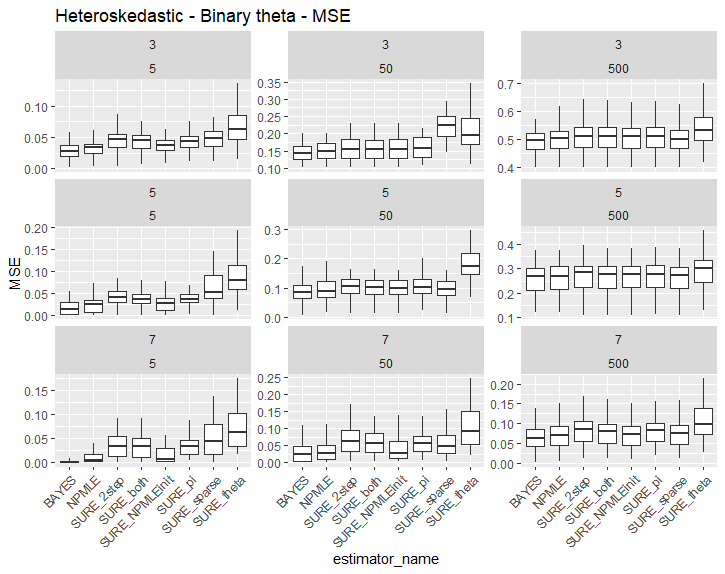 Heteroskedastic - Binary theta - MSE
3
5
3
50
3
500
0.10
0.05
0.00
0.35
0.30
0.25
0.20
0.15
0.10
0.7
0.6
0.5
0.4
5
5
5
50
5
500
0.20
0.15
0.10
0.05
0.00
0.3
0.2
0.1
0.0
0.4
0.3
0.2
0.1
7
5
7
50
7
500
0.15
0.10
0.05
0.00
0.25
0.20
0.15
0.10
0.05
0.00
0.20
0.15
0.10
0.05
0.00
MSE
BAYES
NPMLE
SURE_2step
SURE_both
SURE_NPMLEinit
SURE_pi
SURE_sparse
SURE_theta
BAYES
NPMLE
SURE_2step
SURE_both
SURE_NPMLEinit
SURE_pi
SURE_sparse
SURE_theta
BAYES
NPMLE
SURE_2step
SURE_both
SURE_NPMLEinit
SURE_pi
SURE_sparse
SURE_theta
estimator_name